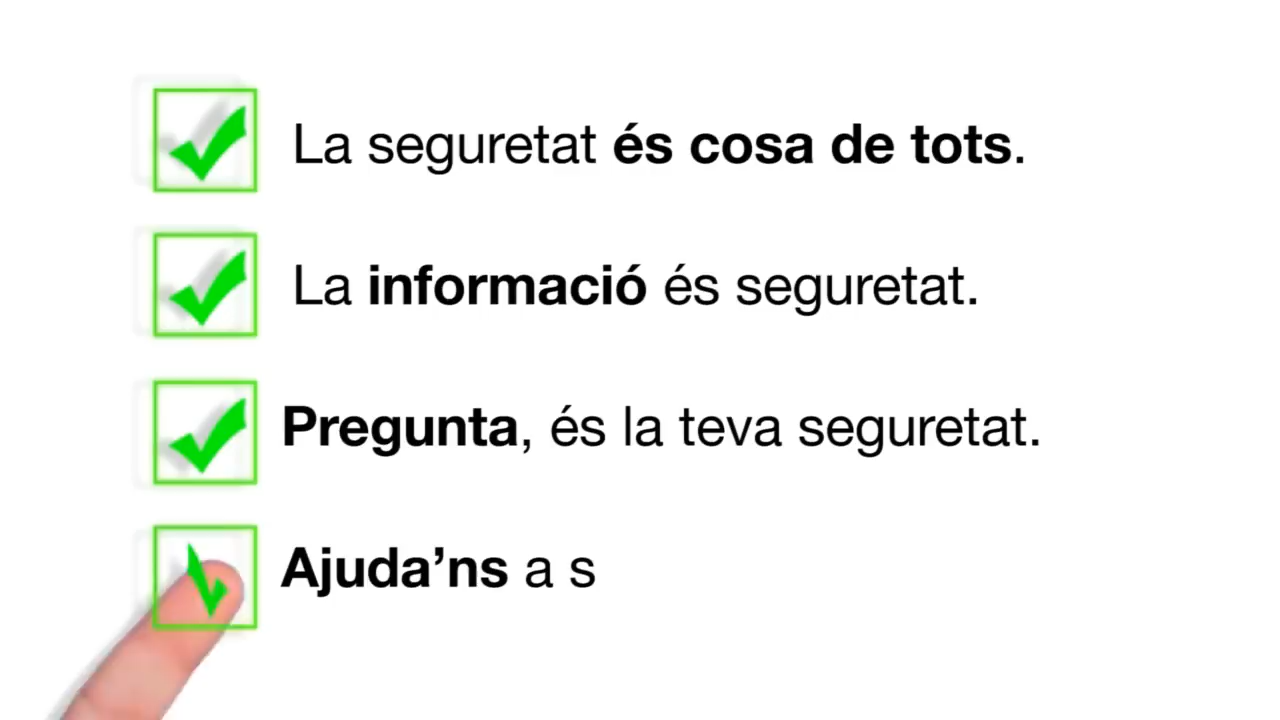 La seguretat és cosa de tots.
La informació és seguretat.
Pregunta, és la teva seguretat.
Ajuda’ns a s